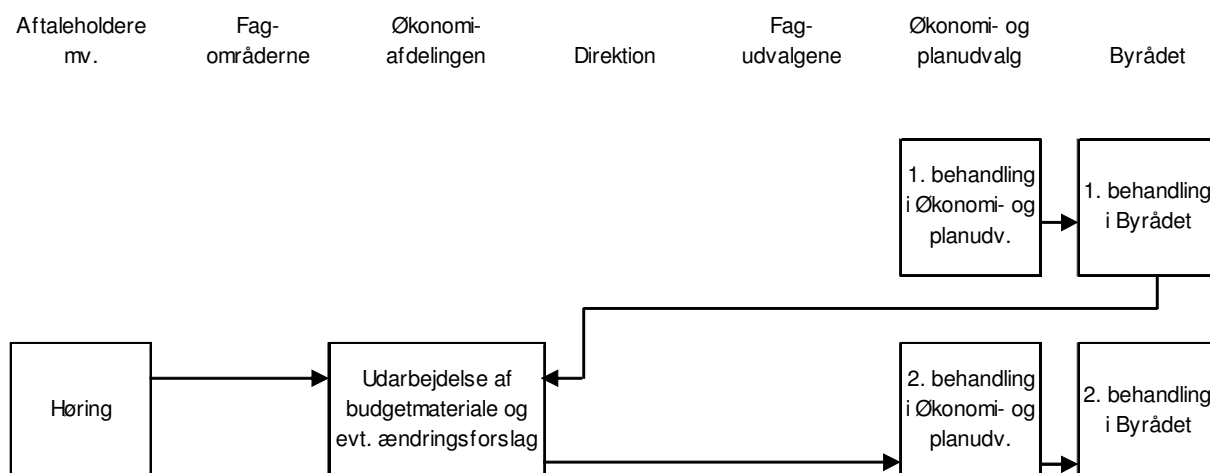 Aftaleholdere
mv.
Fag-
områderne
Økonomi-
afdelingen
Direktion
Fag-
udvalgene
Økonomi- og
planudvalg
Byrådet
1. behandling
i Økonomi- og
planudv.
1. behandling
i Byrådet
Høring
Udarbejdelse af
budgetmateriale og
evt. ændringsforslag
2. behandling
i Økonomi- og
planudv.
2. behandling
i Byrådet